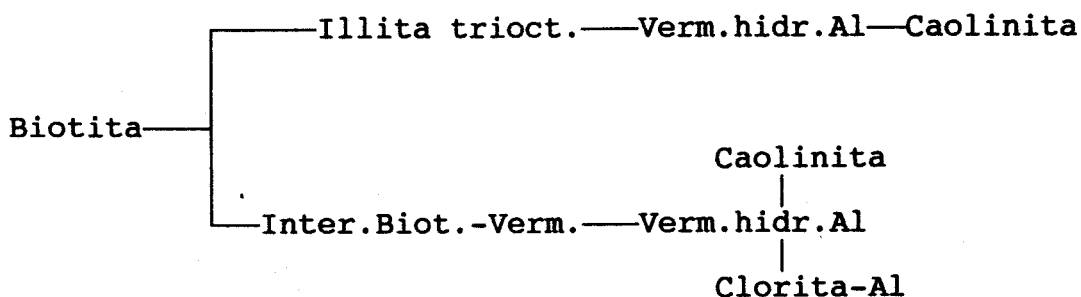 Illita trioct.—Verm.hidr.Al—Caolinita
Biotita
Caolinita
Inter.Biot.-Verm.—Verm.hidr.Al
Clorita-Al